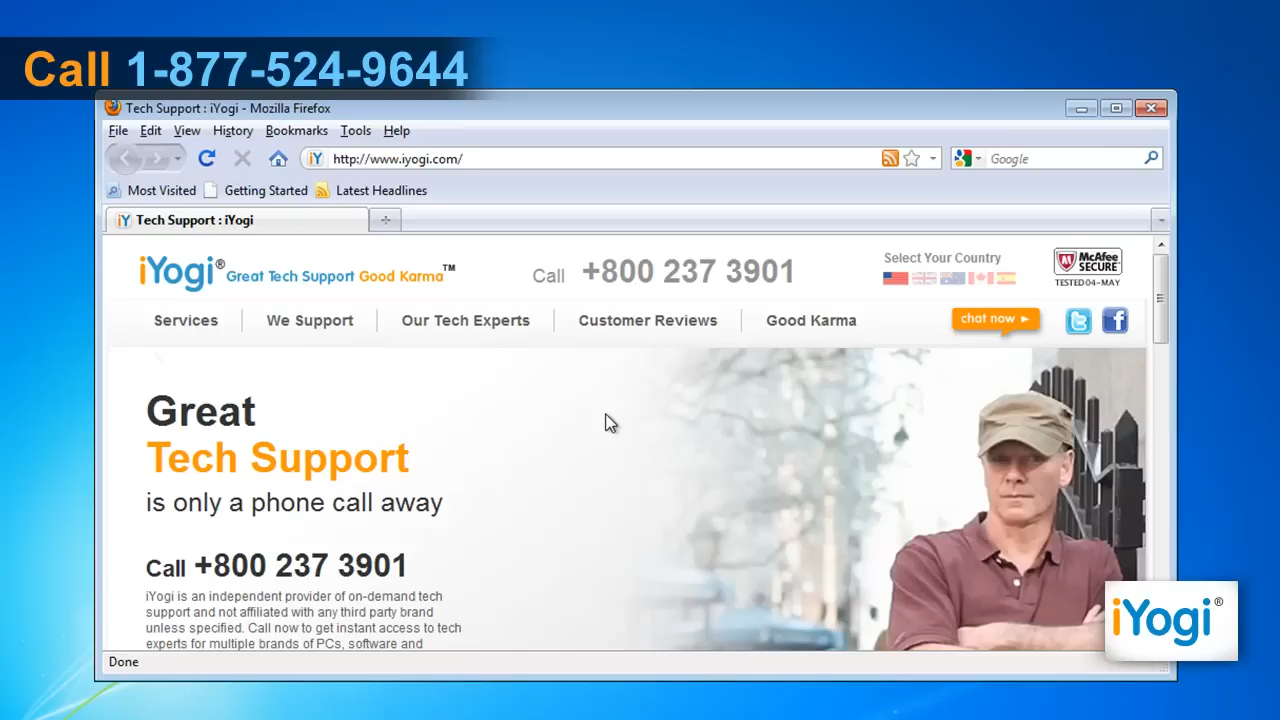 Call 1-877-524-9644
Tech Support : iYogi - Mozilla Firefox
File Edit View History Bookmarks Tools Help
iY http://www.iyogi.com/ Google
Most Visited Getting Started Latest Headlines
iY Tech Support : iYogi
iYogi® Great Tech Support Good Karma™ Call +800 237 3901 Select Your Country McAfee SECURE
TESTED 04-MAY
Services We Support Our Tech Experts Customer Reviews Good Karma chat now
Great
Tech Support
is only a phone call away
Call +800 237 3901
iYogi is an independent provider of on-demand tech
support and not affiliated with any third party brand
unless specified. Call now to get instant access to tech
experts for multiple brands of PCs, software and
iYogi®
Done